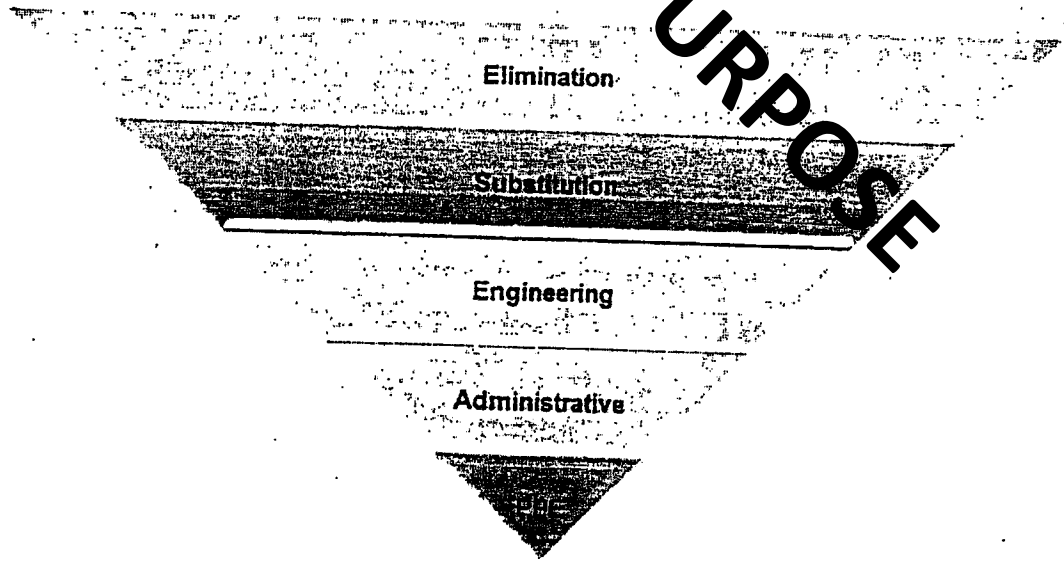 URPOSE
Elimination
Substitution
Engineering
Administrative